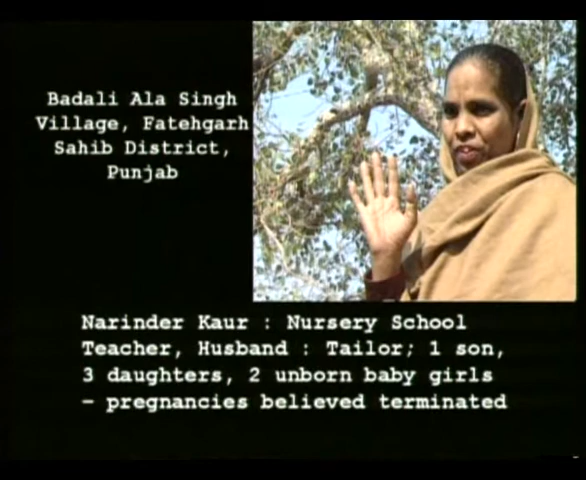 Badali Ala Singh
Village, Fatehgarh
Sahib District,
Punjab
Narinder Kaur : Nursery School
Teacher, Husband : Tailor; 1 son,
3 daughters, 2 unborn baby girls
- pregnancies believed terminated